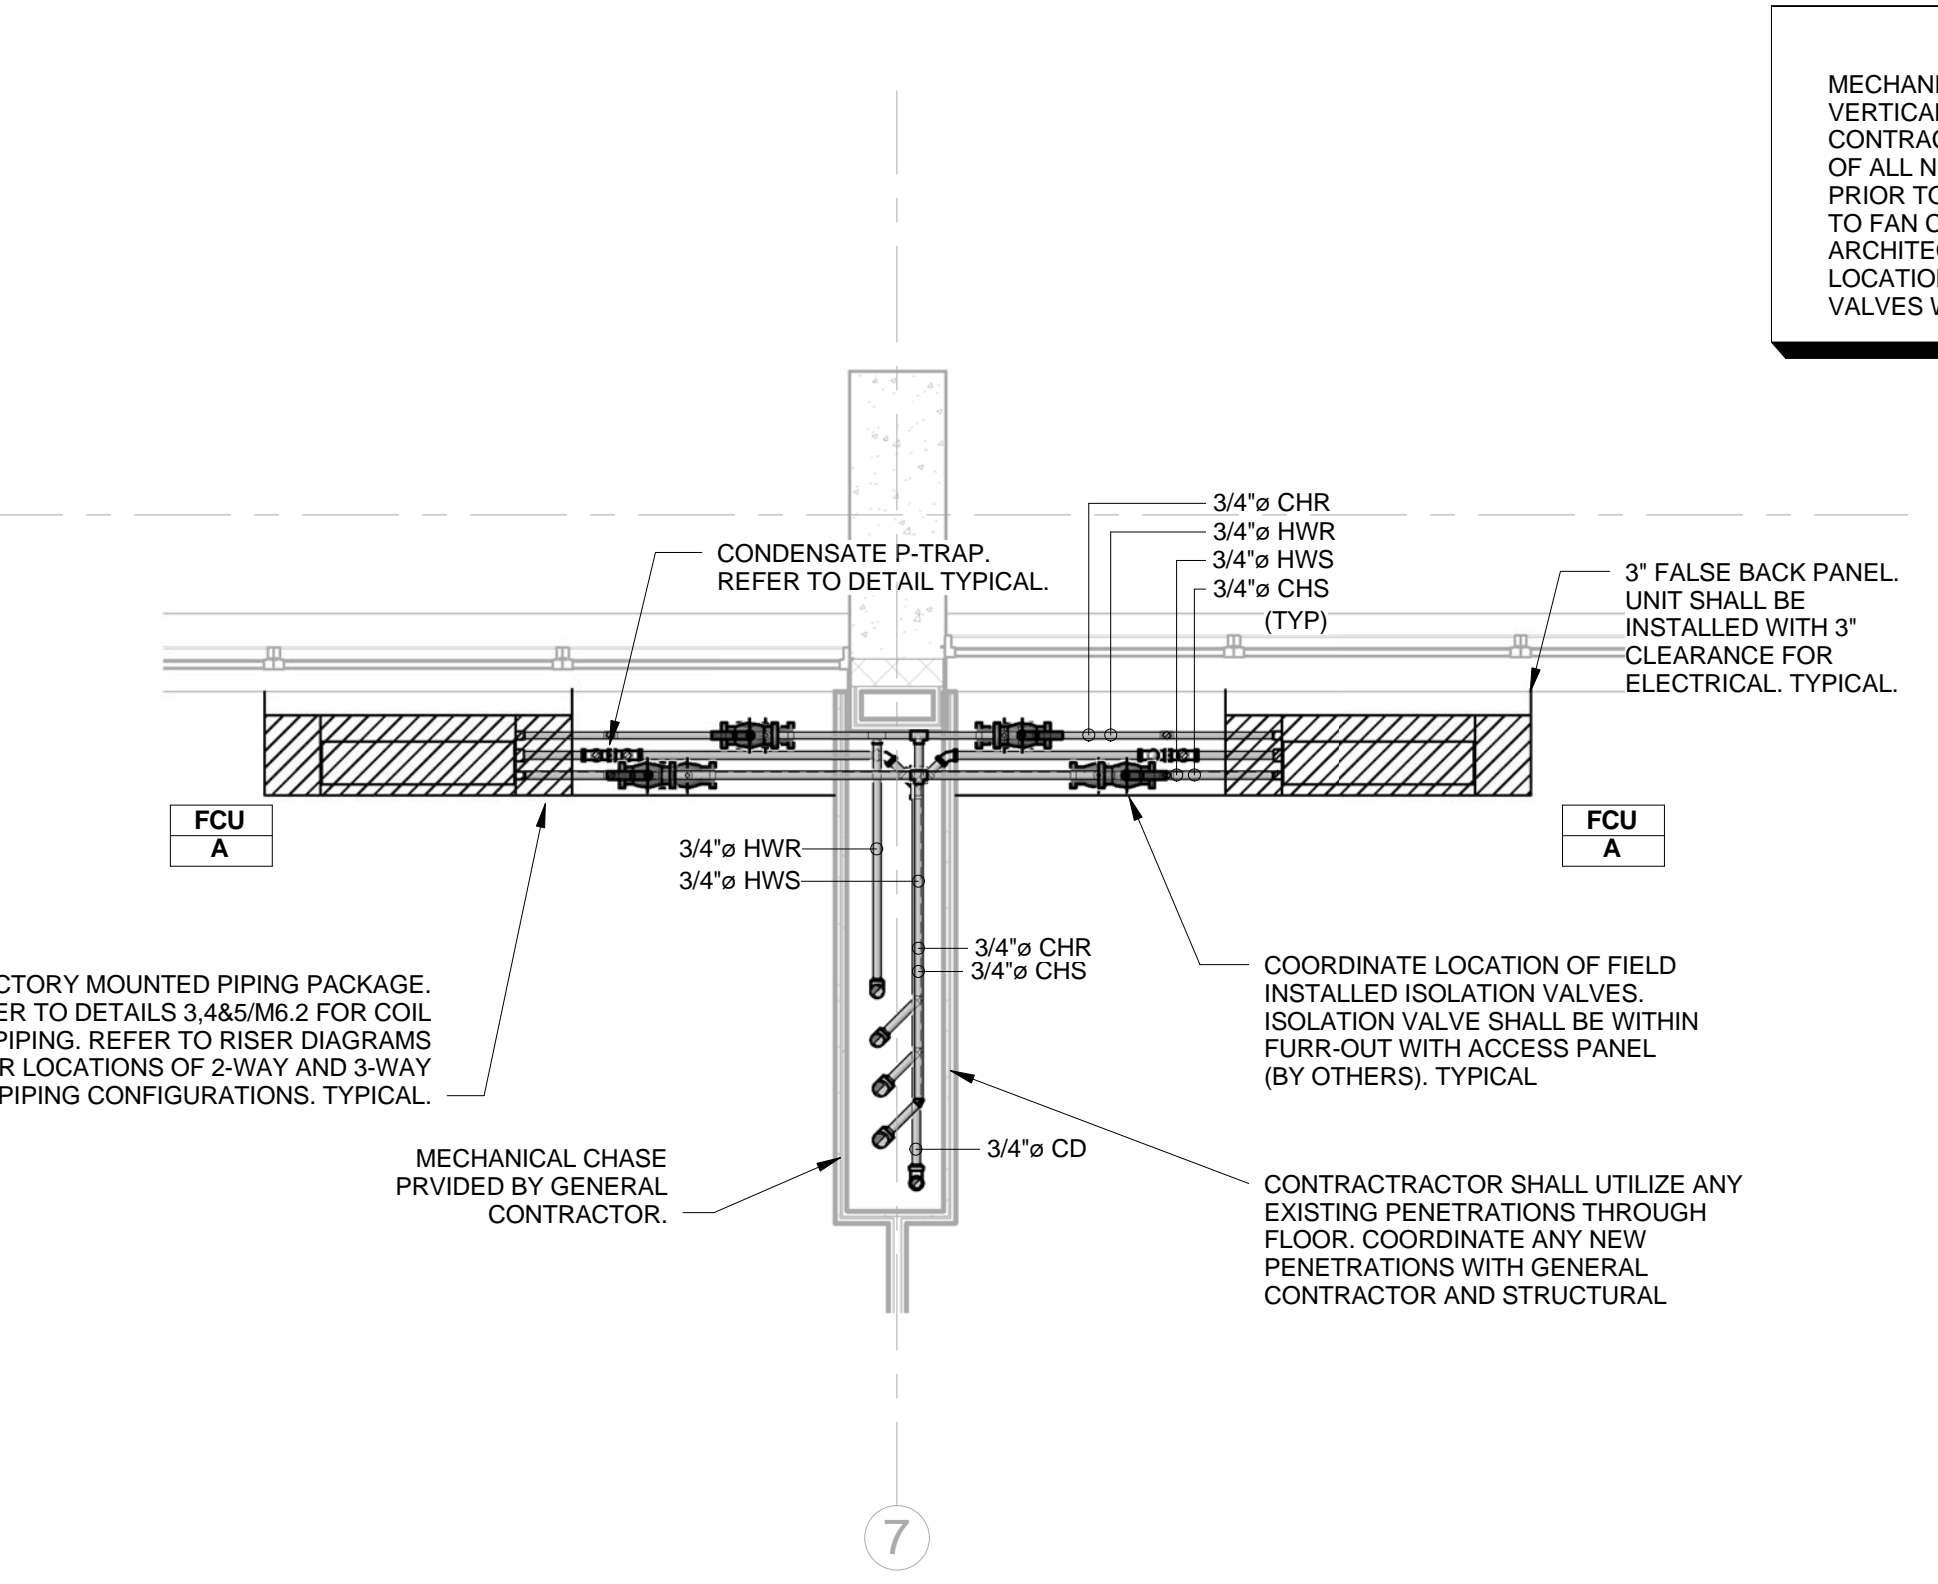 MECHANI
VERTICAL
CONTRAC
OF ALL N
PRIOR TO
TO FAN C
ARCHITEC
LOCATION
VALVES W
3/4"ø CHR
3/4"ø HWR
3/4"ø HWS
3/4"ø CHS
(TYP)
CONDENSATE P-TRAP.
REFER TO DETAIL TYPICAL.
3" FALSE BACK PANEL.
UNIT SHALL BE
INSTALLED WITH 3"
CLEARANCE FOR
ELECTRICAL. TYPICAL.
FCU
A
FCU
A
3/4"ø HWR
3/4"ø HWS
3/4"ø CHR
3/4"ø CHS
CTORY MOUNTED PIPING PACKAGE.
ER TO DETAILS 3,4&5/M6.2 FOR COIL
PIPING. REFER TO RISER DIAGRAMS
R LOCATIONS OF 2-WAY AND 3-WAY
PIPING CONFIGURATIONS. TYPICAL.
COORDINATE LOCATION OF FIELD
INSTALLED ISOLATION VALVES.
ISOLATION VALVE SHALL BE WITHIN
FURR-OUT WITH ACCESS PANEL
(BY OTHERS). TYPICAL
MECHANICAL CHASE
PRVIDED BY GENERAL
CONTRACTOR.
3/4"ø CD
CONTRACTRACTOR SHALL UTILIZE ANY
EXISTING PENETRATIONS THROUGH
FLOOR. COORDINATE ANY NEW
PENETRATIONS WITH GENERAL
CONTRACTOR AND STRUCTURAL
7